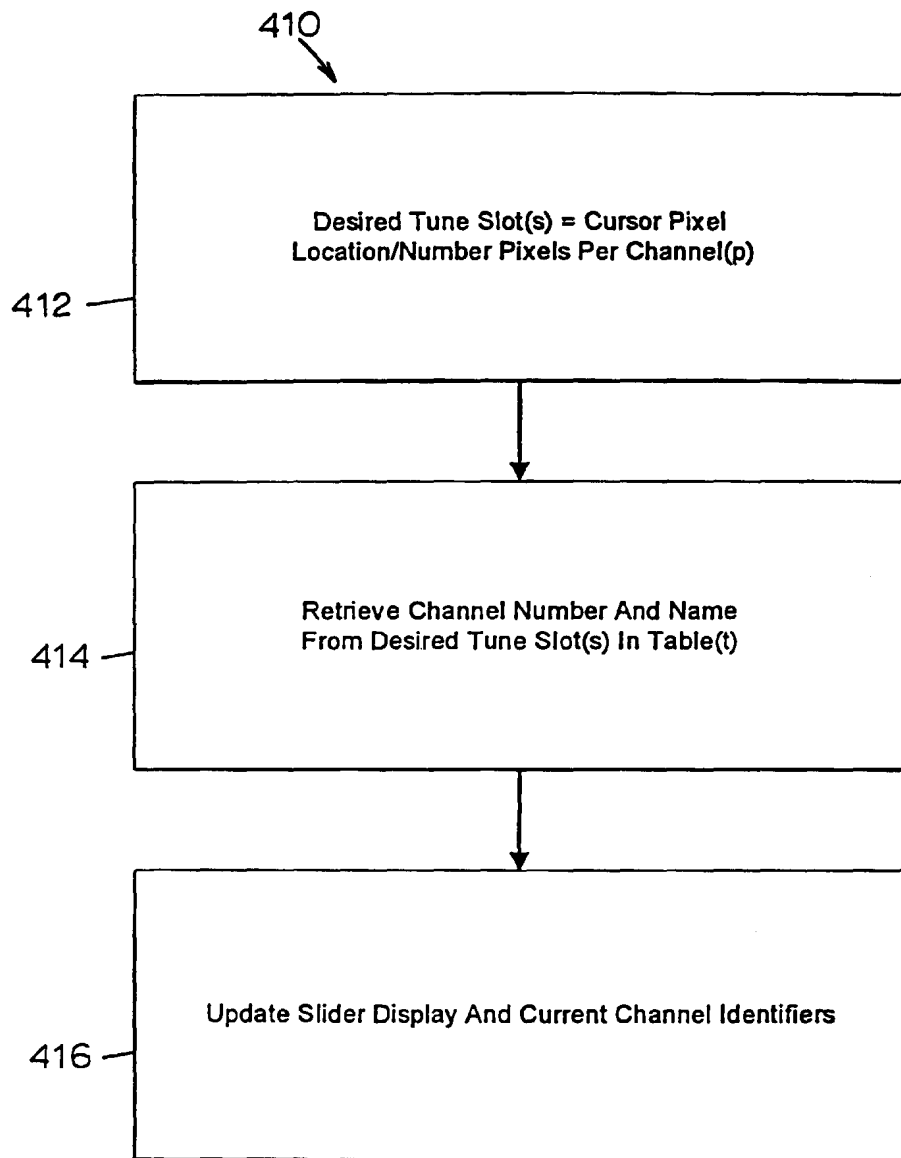 410
Desired Tune Slot(s) = Cursor Pixel
Location/Number Pixels Per Channel(p)
412
Retrieve Channel Number And Name
From Desired Tune Slot(s) In Table(t)
414
Update Slider Display And Current Channel Identifiers
416